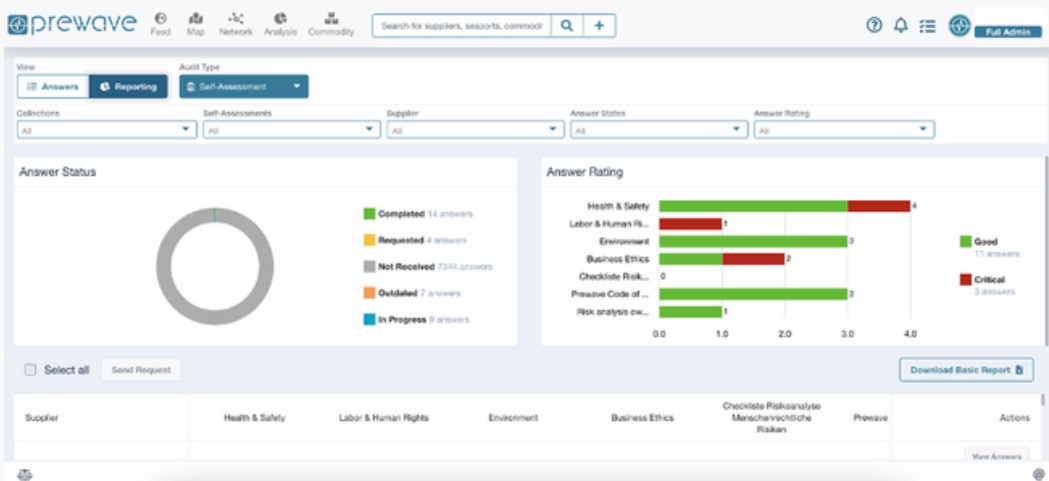 prewave Feed Map Network Analysis Commodity Search for suppliers, seaports, commodi + Full Admin
View Audit Type
Answers Reporting Self-Assessment
Collections Self-Assessments Supplier Answer States Answer Rating
All All All All All
Answer Status
Completed 14 answers
Requested 4 answers
Not Received 7344 answers
Outdated 7 answers
In Progress 9 answers
Answer Rating
Health & Safety 4
Labor & Human Ri... 1
Environment 3
Business Ethics 2
Checkliste Risik... 0
Prewave Code of ... 3
Risk analysis ow... 1
0.0 1.0 2.0 3.0 4.0
Good
11 answers
Critical
3 answers
Select all Send Request Download Basic Report
Supplier Health & Safety Labor & Human Rights Environment Business Ethics Checkliste Risikoanalyse Menschenrechtliche Risiken Prewave Actions
View Answers